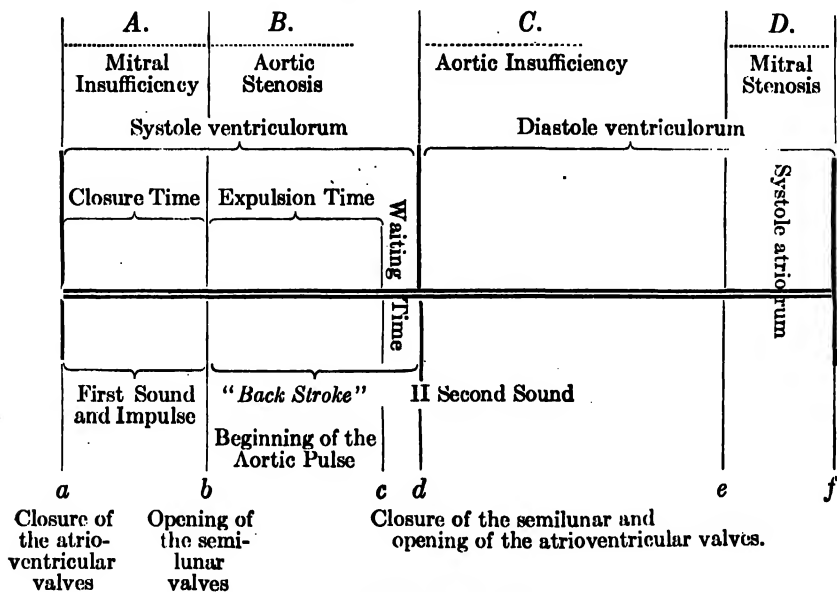 A. B. C. D.
Mitral Insufficiency
Aortic Stenosis
Aortic Insufficiency
Mitral Stenosis
Systole ventriculorum
Diastole ventriculorum
Closure Time
Expulsion Time
Waiting Time
Systole atriorum
First Sound
and Impulse
"Back Stroke"
II Second Sound
Beginning of the
Aortic Pulse
a b c d e f
Closure of
the atrio-
ventricular
valves
Opening of
the semi-
lunar
valves
Closure of the semilunar and
opening of the atrioventricular valves.